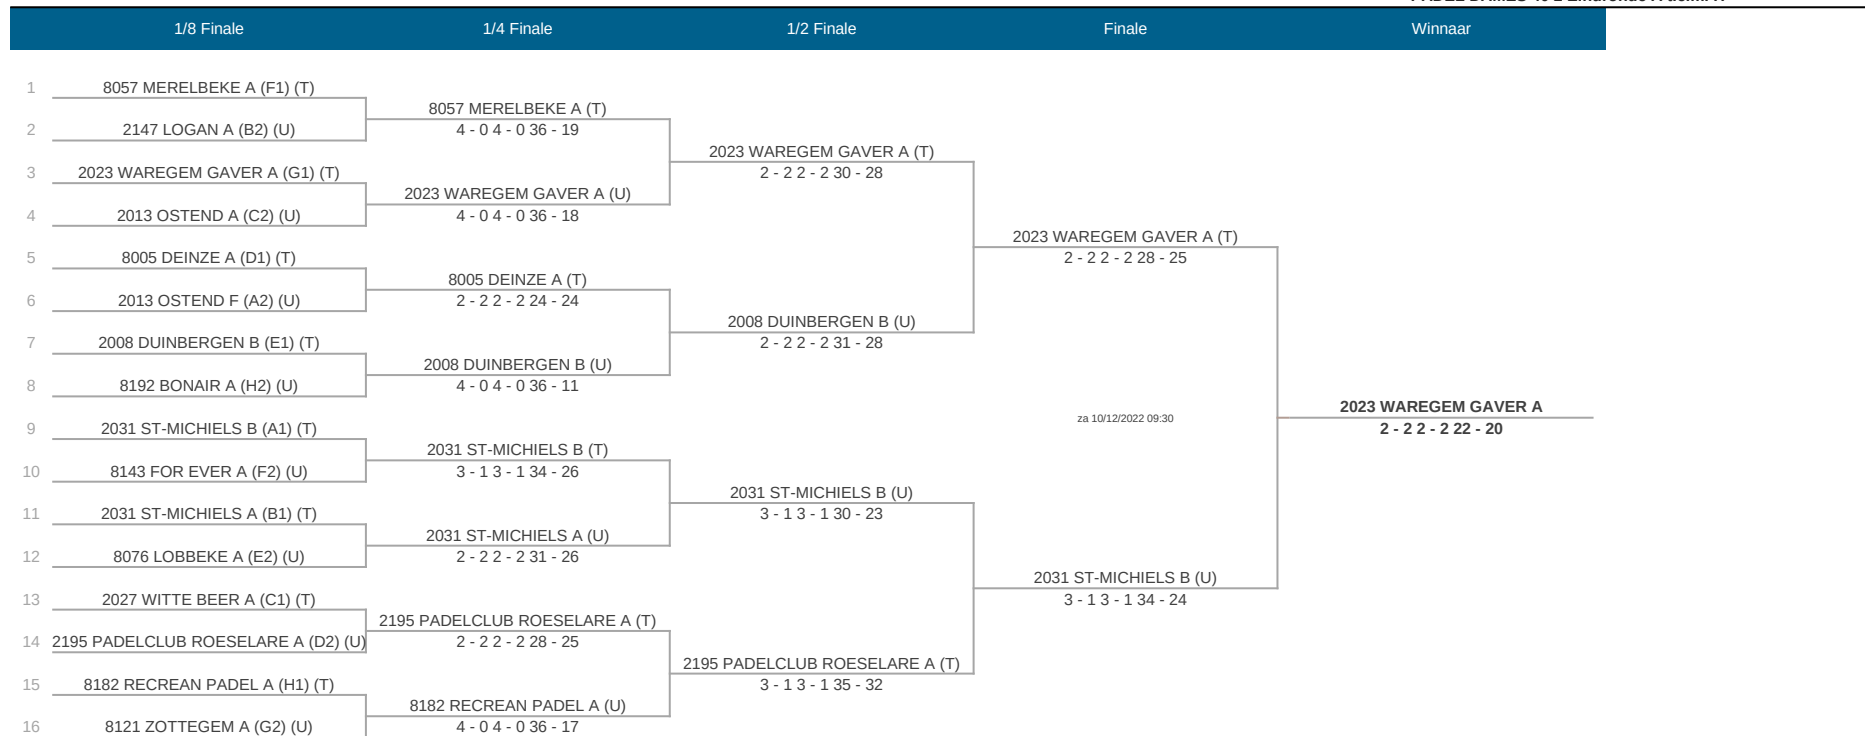 1/8 Finale 1/4 Finale 1/2 Finale Finale Winnaar
1 8057 MERELBEKE A (F1) (T)
8057 MERELBEKE A (T)
4 - 0 4 - 0 36 - 19
2 2147 LOGAN A (B2) (U)
2023 WAREGEM GAVER A (T)
2 - 2 2 - 2 30 - 28
3 2023 WAREGEM GAVER A (G1) (T)
2023 WAREGEM GAVER A (U)
4 - 0 4 - 0 36 - 18
4 2013 OSTEND A (C2) (U)
2023 WAREGEM GAVER A (T)
2 - 2 2 - 2 28 - 25
5 8005 DEINZE A (D1) (T)
8005 DEINZE A (T)
2 - 2 2 - 2 24 - 24
6 2013 OSTEND F (A2) (U)
2008 DUINBERGEN B (U)
2 - 2 2 - 2 31 - 28
7 2008 DUINBERGEN B (E1) (T)
2008 DUINBERGEN B (U)
4 - 0 4 - 0 36 - 11
8 8192 BONAIR A (H2) (U)
za 10/12/2022 09:30
2023 WAREGEM GAVER A
2 - 2 2 - 2 22 - 20
9 2031 ST-MICHIELS B (A1) (T)
2031 ST-MICHIELS B (T)
3 - 1 3 - 1 34 - 26
10 8143 FOR EVER A (F2) (U)
2031 ST-MICHIELS B (U)
3 - 1 3 - 1 30 - 23
11 2031 ST-MICHIELS A (B1) (T)
2031 ST-MICHIELS A (U)
2 - 2 2 - 2 31 - 26
12 8076 LOBBEKE A (E2) (U)
2031 ST-MICHIELS B (U)
3 - 1 3 - 1 34 - 24
13 2027 WITTE BEER A (C1) (T)
2195 PADELCLUB ROESELARE A (T)
2 - 2 2 - 2 28 - 25
14 2195 PADELCLUB ROESELARE A (D2) (U)
2195 PADELCLUB ROESELARE A (T)
3 - 1 3 - 1 35 - 32
15 8182 RECREAN PADEL A (H1) (T)
8182 RECREAN PADEL A (U)
4 - 0 4 - 0 36 - 17
16 8121 ZOTTEGEM A (G2) (U)